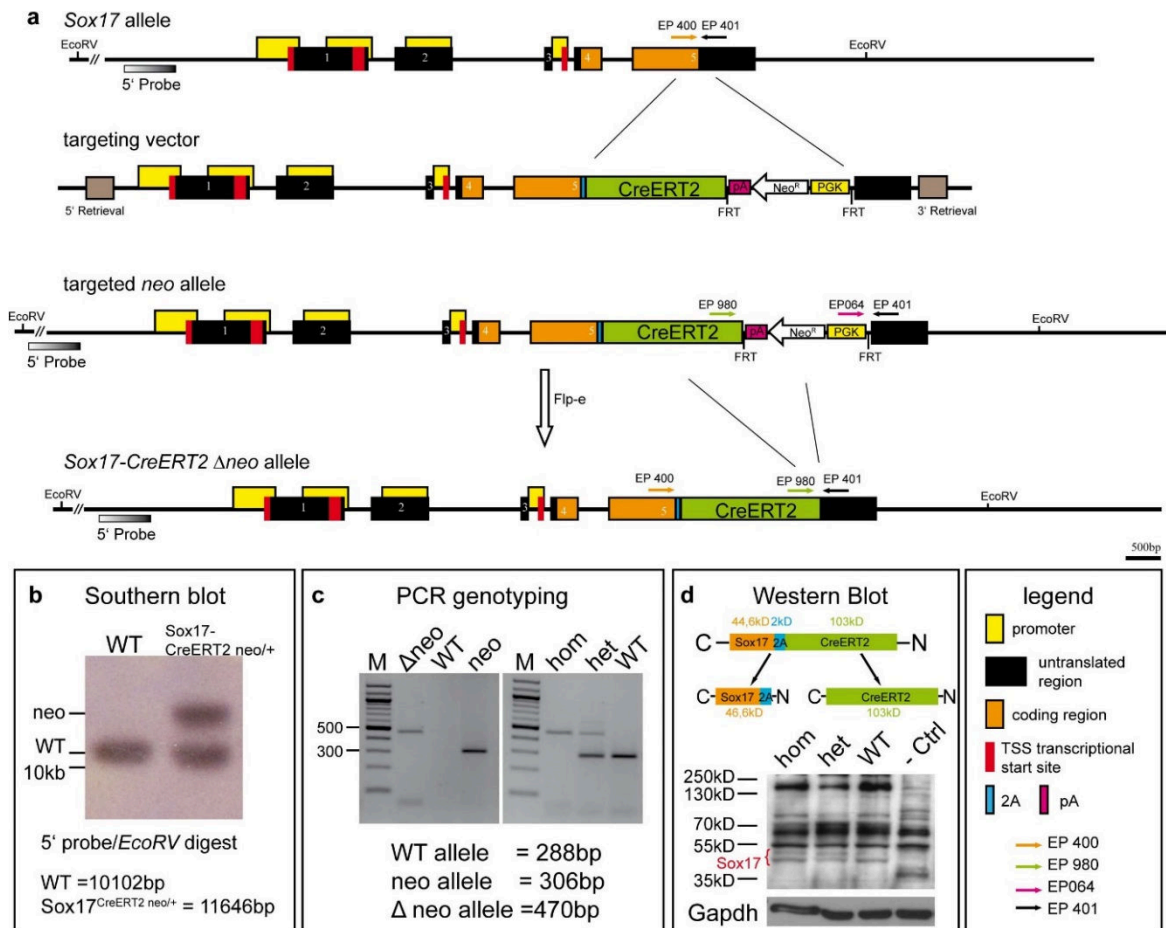 a
Sox17 allele
EcoRV
//
1
2
3
4
5
EP 400
EP 401
EcoRV
5' Probe
targeting vector
1
2
3
4
5
CreERT2
pA
NeoR
PGK
FRT
FRT
5' Retrieval
3' Retrieval
targeted neo allele
EcoRV
//
1
2
3
4
5
EP 980
CreERT2
pA
NeoR
PGK
EP064
EP 401
EcoRV
FRT
FRT
5' Probe
Flp-e
Sox17-CreERT2 Δneo allele
EcoRV
//
1
2
3
4
5
EP 400
EP 980
EP 401
CreERT2
EcoRV
5' Probe
500bp
b Southern blot
WT
Sox17-
CreERT2 neo/+
neo
WT
10kb
5' probe/EcoRV digest
WT =10102bp
Sox17CreERT2 neo/+ = 11646bp
c PCR genotyping
M Δneo WT neo M hom het WT
500
300
500
300
WT allele = 288bp
neo allele = 306bp
Δ neo allele =470bp
d Western Blot
44,6kD 2kD 103kD
C Sox17 2A CreERT2 N
C Sox17 2A N C CreERT2 N
46,6kD 103kD
hom het WT - Ctrl
250kD
130kD
70kD
55kD
Sox17
35kD
Gapdh
legend
promoter
untranslated
region
coding region
TSS transcriptional
start site
2A pA
EP 400
EP 980
EP064
EP 401